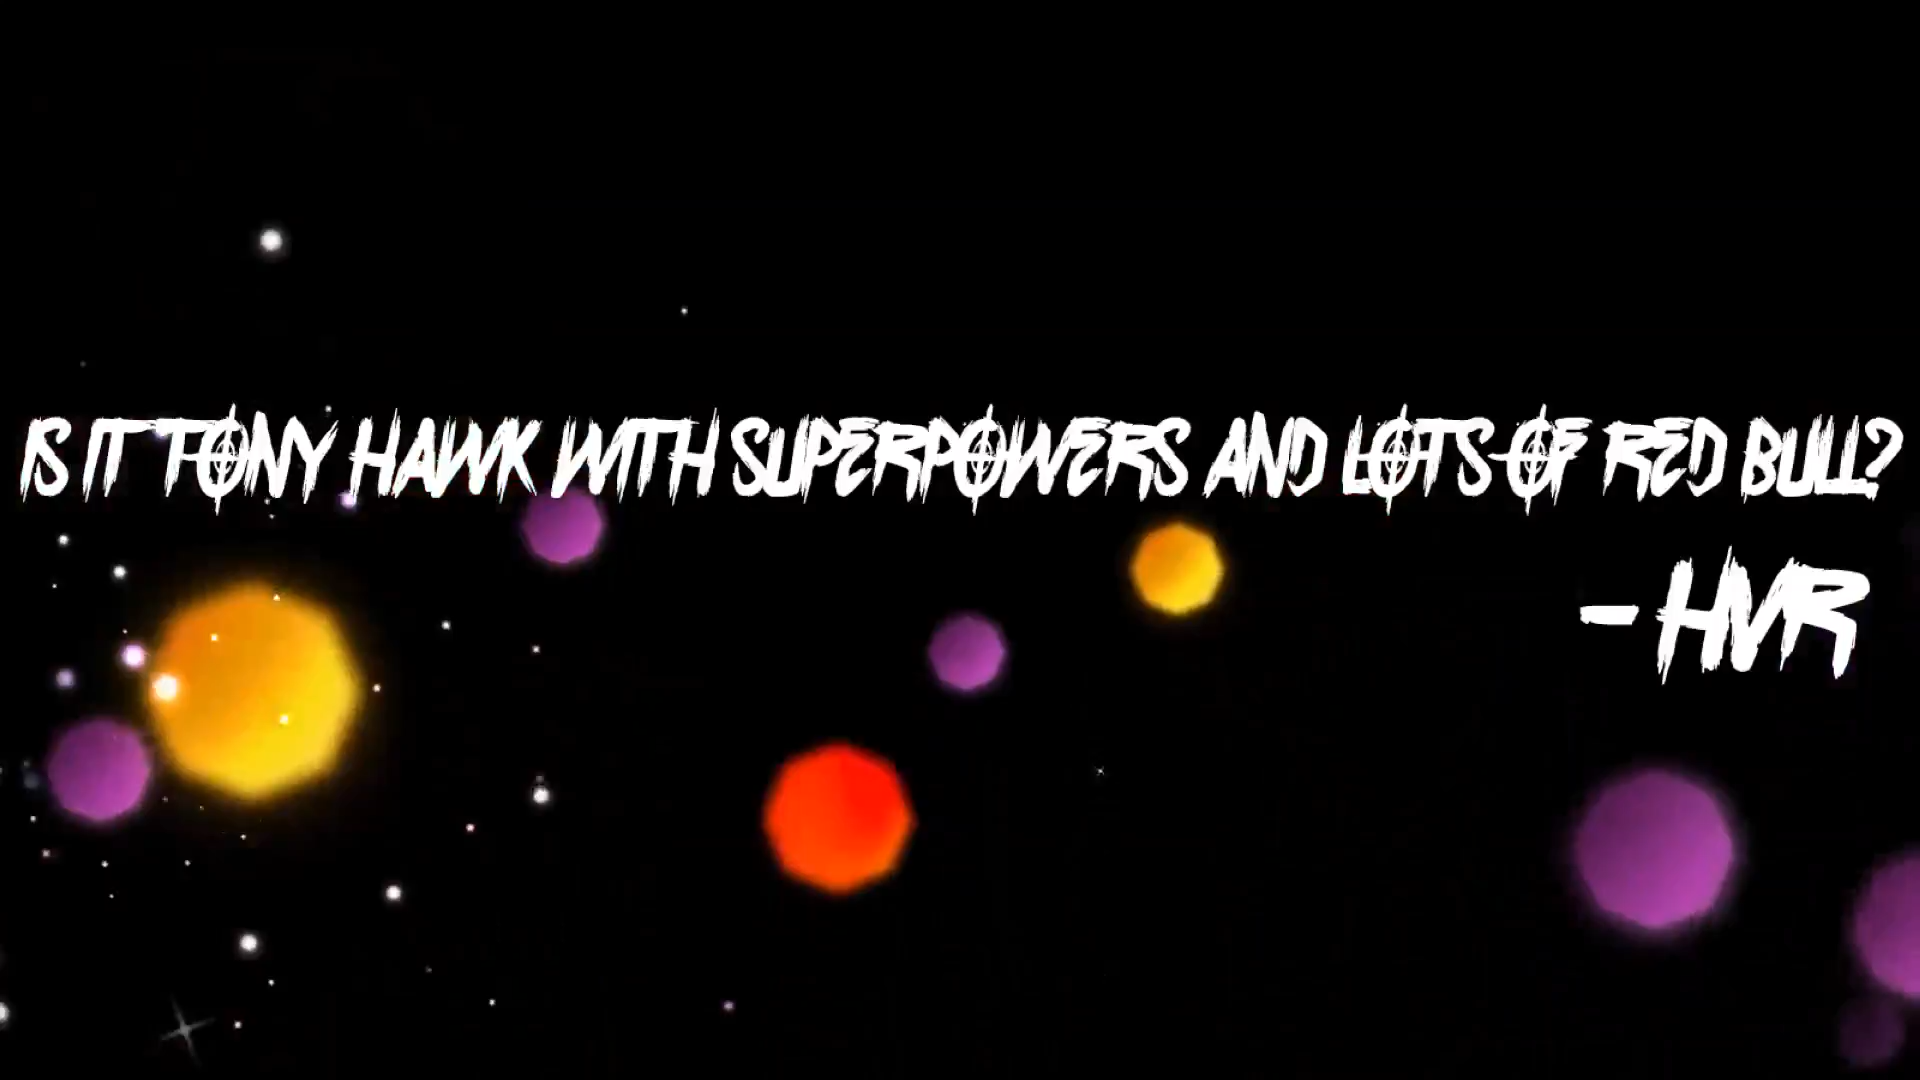 IS IT TONY HAWK WITH SUPERPOWERS AND LOTS OF RED BULL?
- HVR